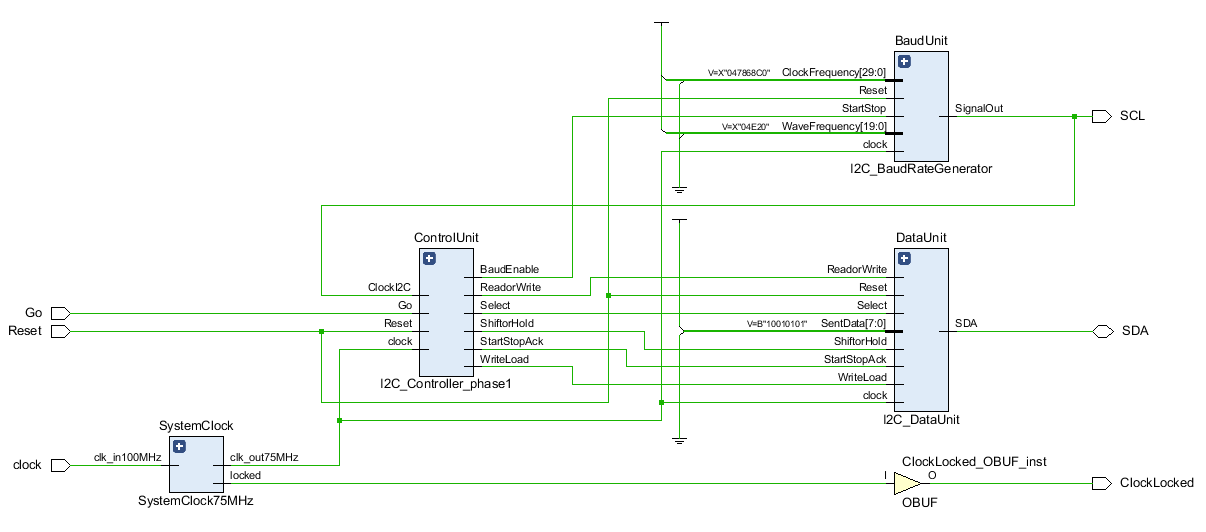 BaudUnit
V=X"047868C0" ClockFrequency[29:0]
Reset
StartStop
SignalOut
SCL
V=X"04E20" WaveFrequency[19:0]
clock
I2C_BaudRateGenerator
ControlUnit
DataUnit
BaudEnable
ReadorWrite
ClockI2C
ReadorWrite
Reset
Go
Go
Select
Select
Reset
Reset
ShiftorHold
V=B"10010101" SentData[7:0]
SDA
SDA
clock
StartStopAck
ShiftorHold
WriteLoad
StartStopAck
I2C_Controller_phase1
WriteLoad
clock
I2C_DataUnit
SystemClock
clock
clk_in100MHz
clk_out75MHz
locked
SystemClock75MHz
ClockLocked_OBUF_inst
I
O
OBUF
ClockLocked